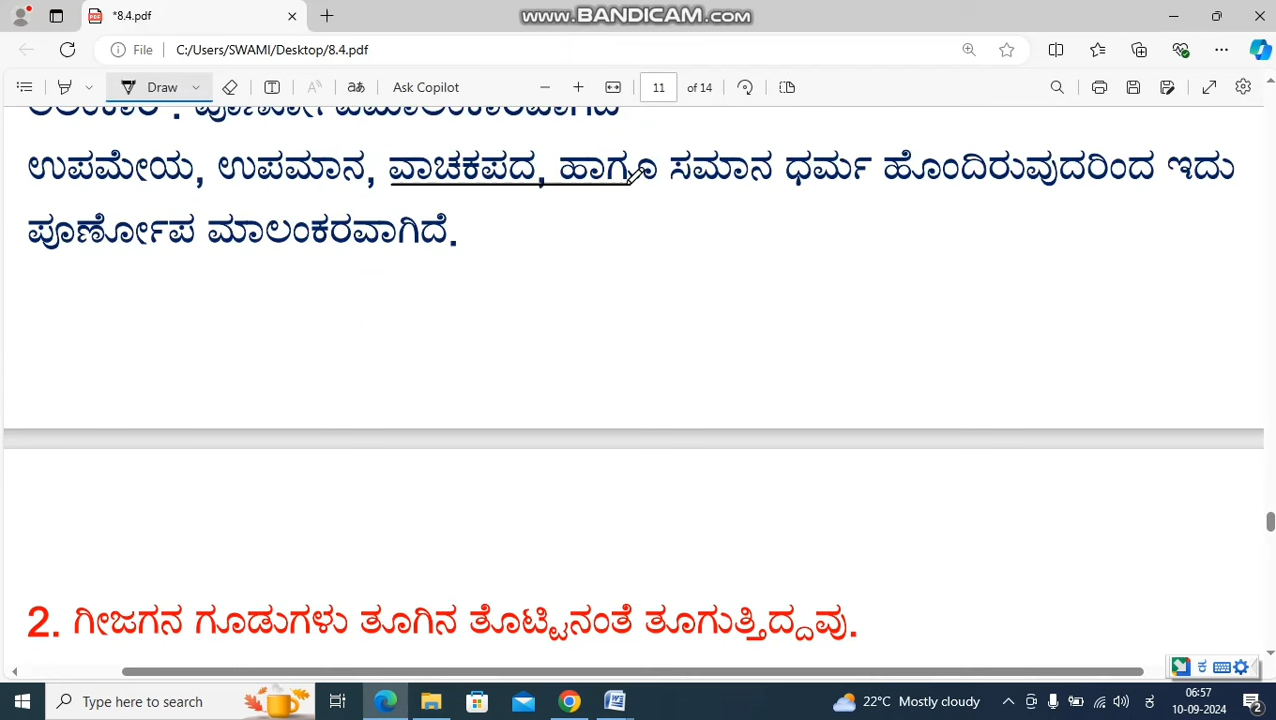 *8.4.pdf
www.BANDICAM.com
File
C:/Users/SWAMI/Desktop/8.4.pdf
Draw
Ask Copilot
11 of 14
ಉಪಮೇಯ, ಉಪಮಾನ, ವಾಚಕಪದ, ಹಾಗೂ ಸಮಾನ ಧರ್ಮ ಹೊಂದಿರುವುದರಿಂದ ಇದು
ಪೂರ್ಣೋಪ ಮಾಲಂಕರವಾಗಿದೆ.
2. ಗೀಜಗನ ಗೂಡುಗಳು ತೂಗಿನ ತೊಟ್ಟಿನಂತೆ ತೂಗುತ್ತಿದ್ದವು.
Type here to search
22°C Mostly cloudy
ಕ
06:57
10-09-2024
2